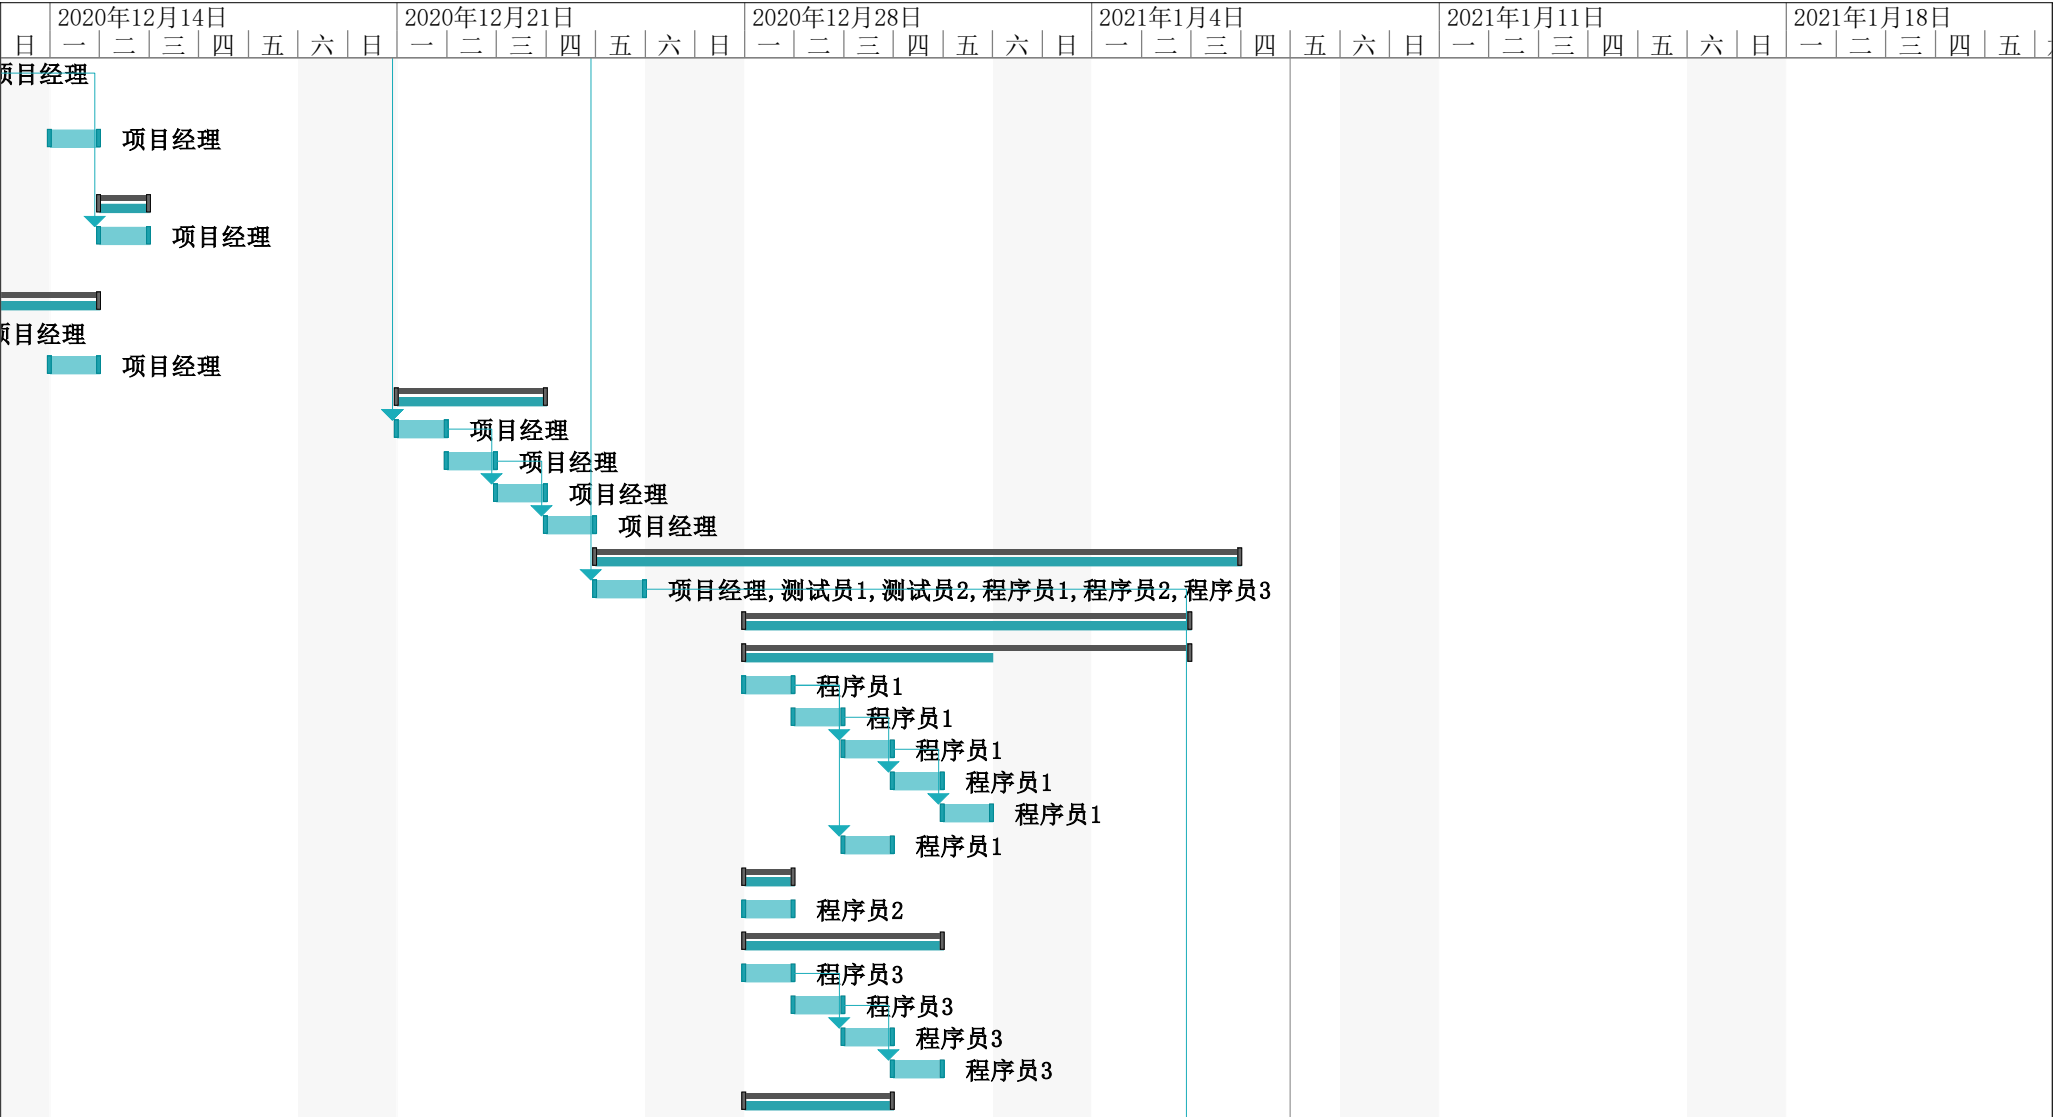 2020年12月14日 2020年12月21日 2020年12月28日 2021年1月4日 2021年1月11日 2021年1月18日
日 一 二 三 四 五 六 日 一 二 三 四 五 六 日 一 二 三 四 五 六 日 一 二 三 四 五 六 日 一 二 三 四 五 六 日 一 二 三 四 五
项目经理
项目经理
项目经理
项目经理
项目经理
项目经理
项目经理
项目经理
项目经理
项目经理,测试员1,测试员2,程序员1,程序员2,程序员3
程序员1
程序员1
程序员1
程序员1
程序员1
程序员1
程序员2
程序员3
程序员3
程序员3
程序员3